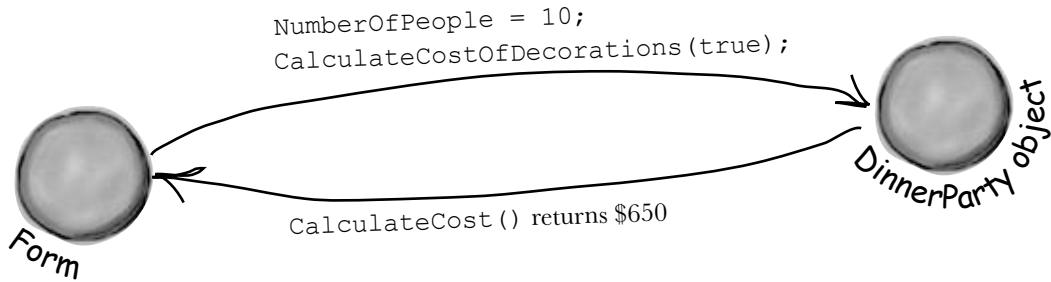 NumberOfPeople = 10;
CalculateCostOfDecorations(true);
DinnerParty object
CalculateCost() returns $650
Form